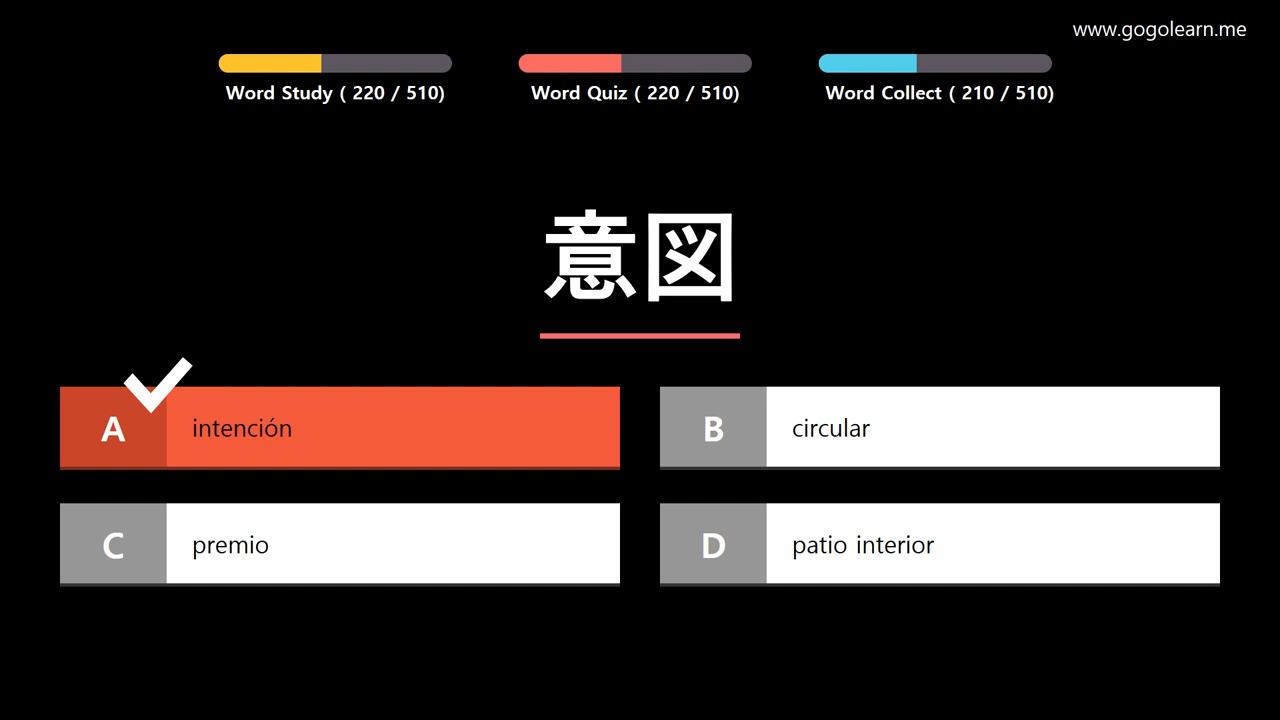 www.gogolearn.me
Word Study ( 220 / 510)
Word Quiz ( 220 / 510)
Word Collect ( 210 / 510)
意図
A intención
B circular
C premio
D patio interior